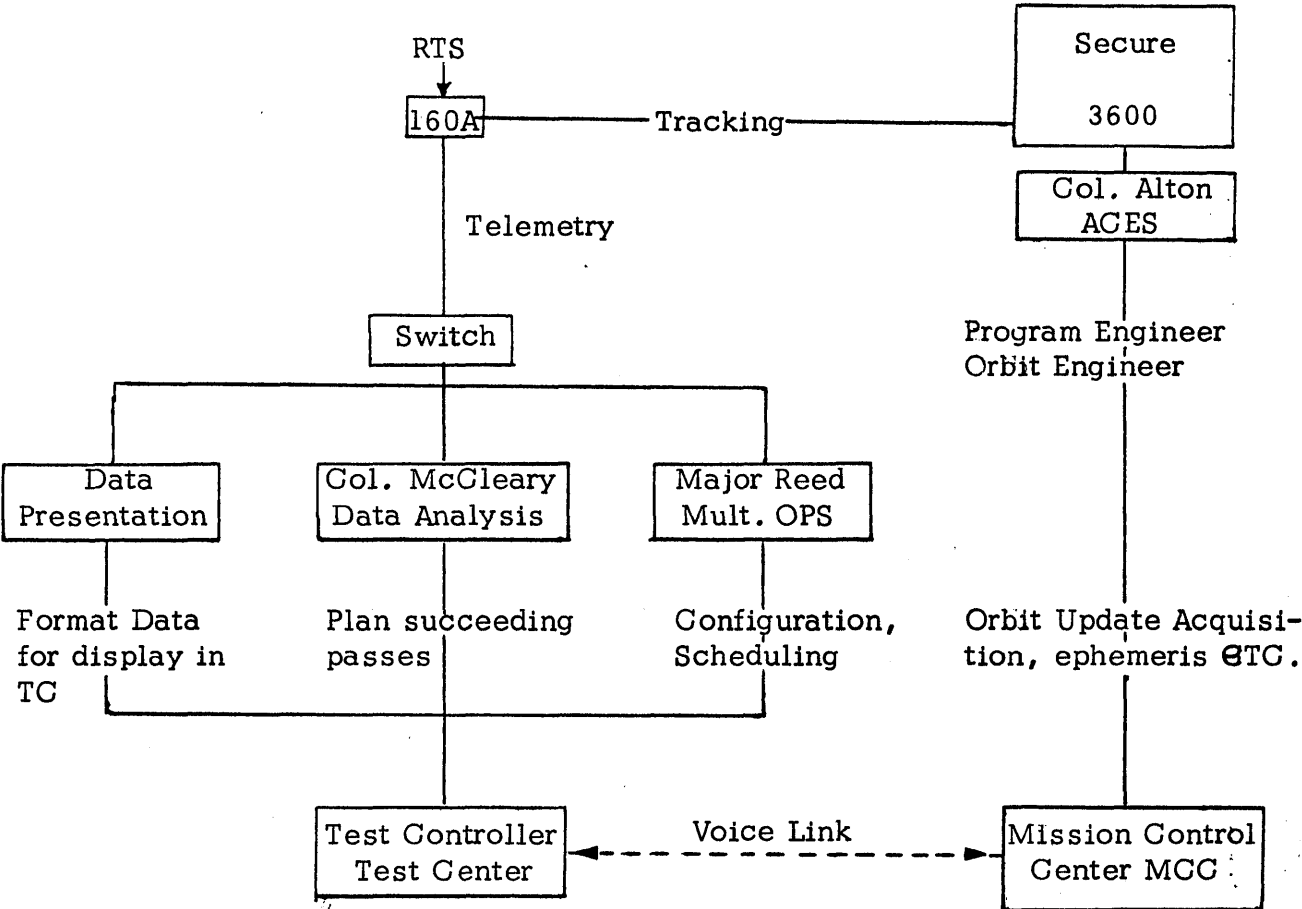 RTS
160A
Tracking
Secure
3600
Col. Alton
ACES
Telemetry
Program Engineer
Orbit Engineer
Switch
Data
Presentation
Col. McCleary
Data Analysis
Major Reed
Mult. OPS
Format Data
for display in
TC
Plan succeeding
passes
Configuration,
Scheduling
Orbit Update Acquisi-
tion, ephemeris ETC.
Test Controller
Test Center
Voice Link
Mission Control
Center MCC